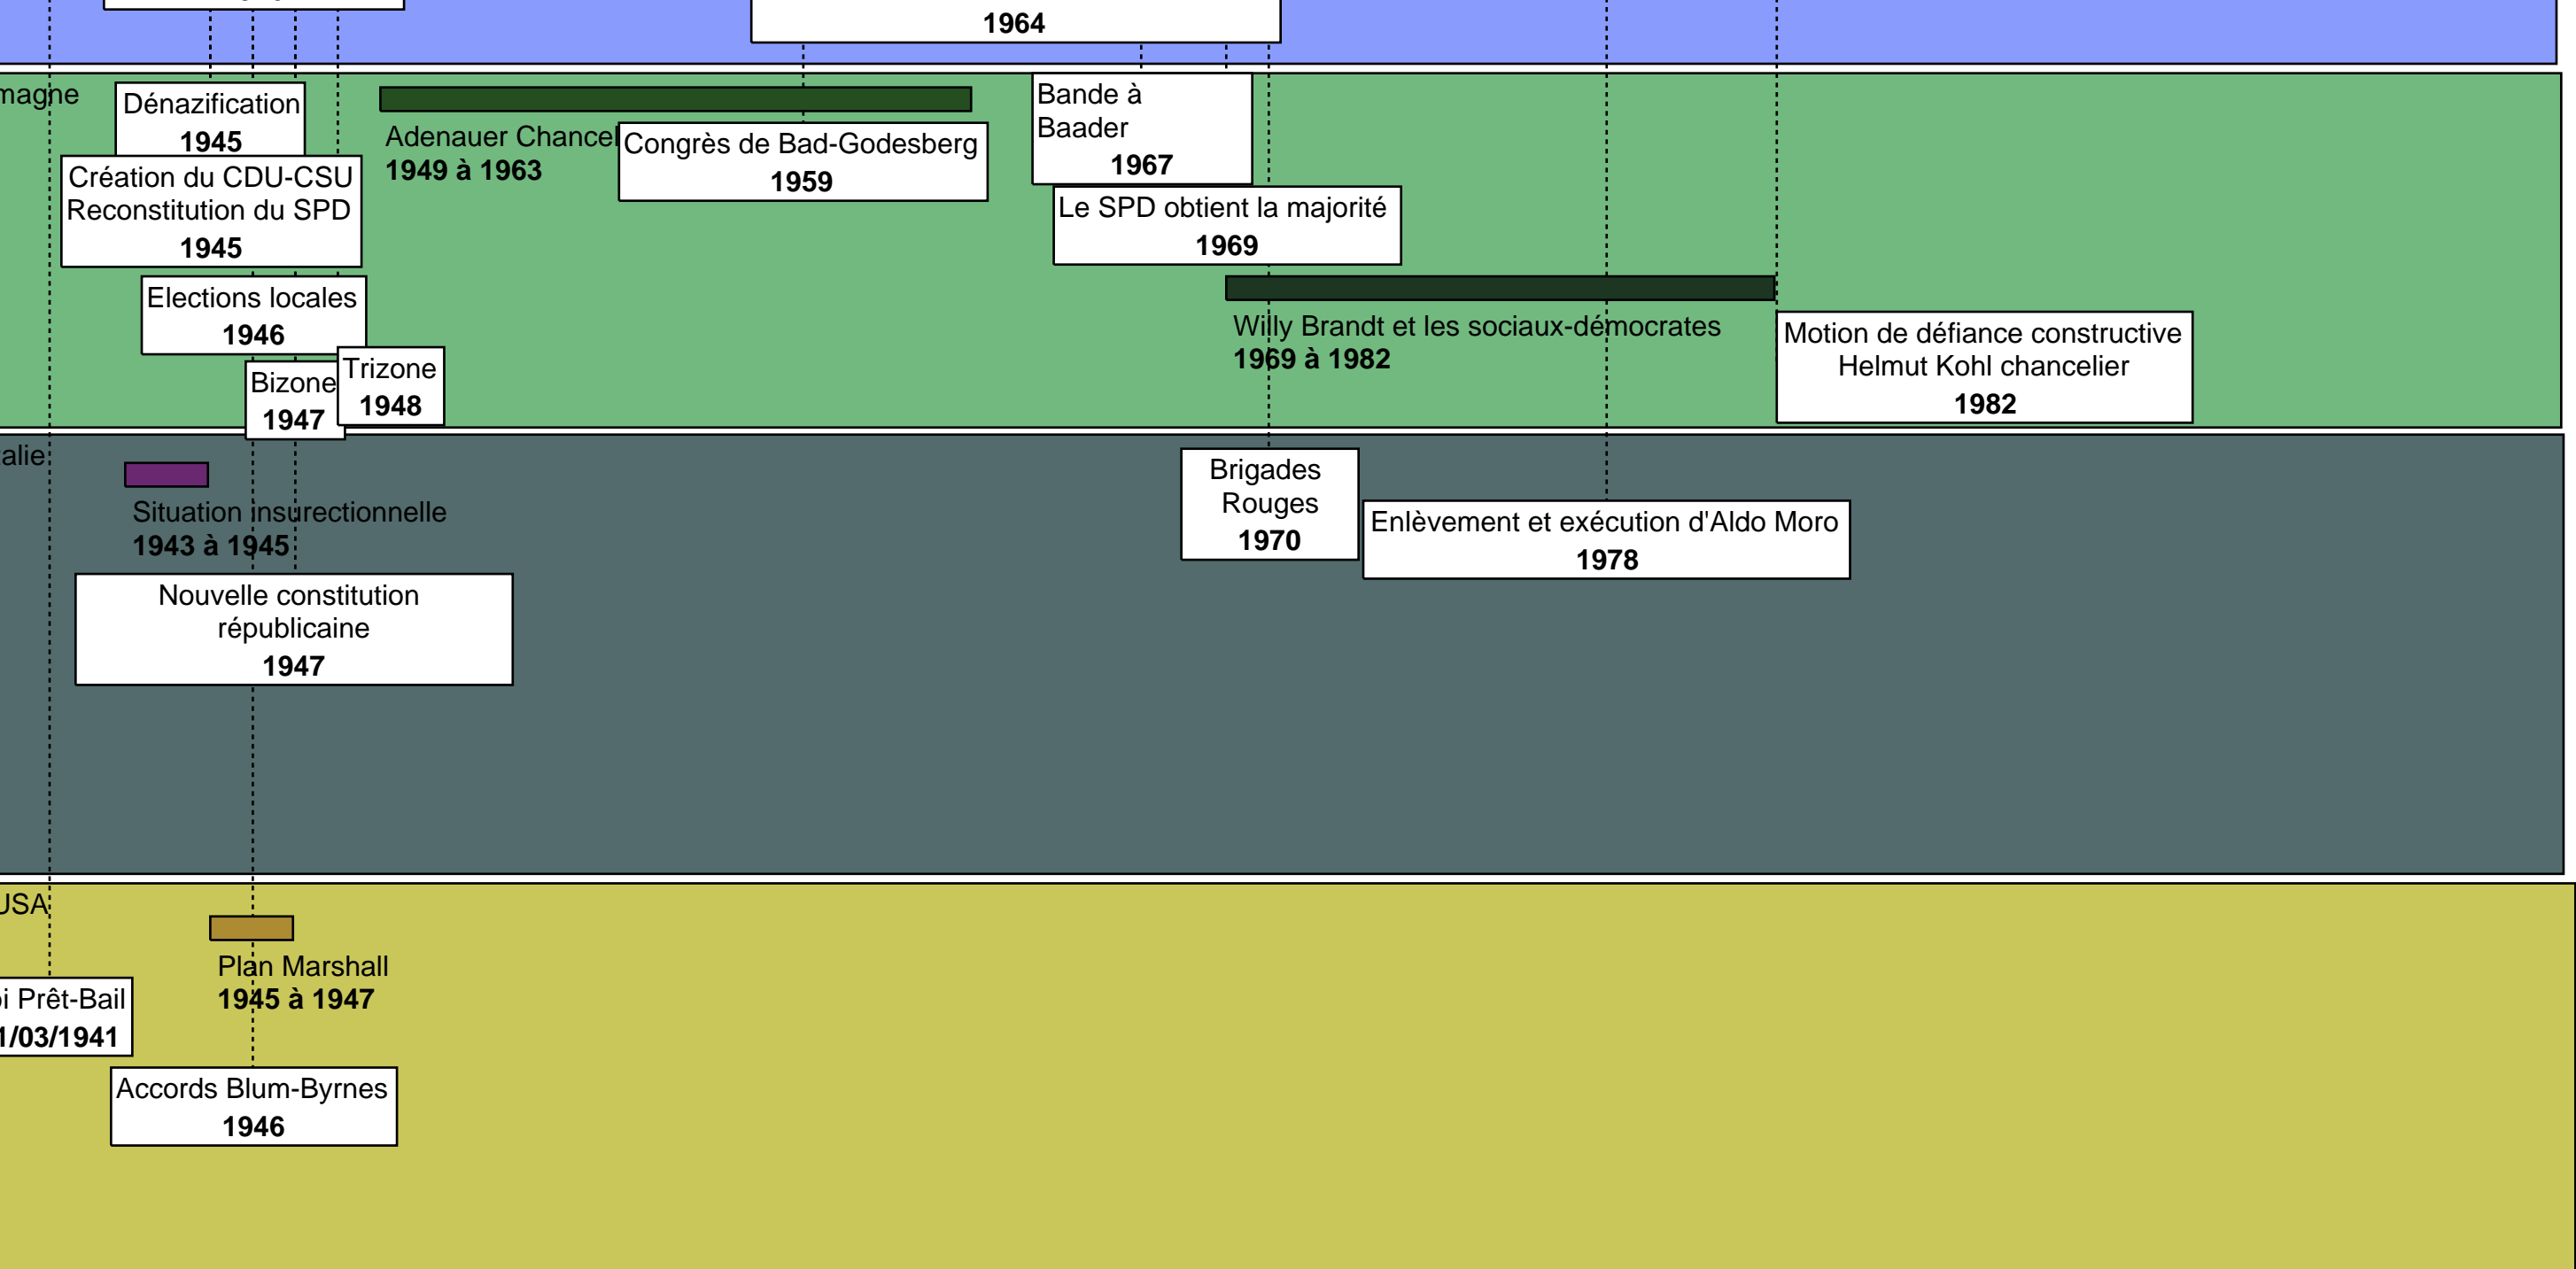 1964
magne
Dénazification
1945
Création du CDU-CSU
Reconstitution du SPD
1945
Elections locales
1946
Bizone
1947
Trizone
1948
Adenauer Chancel
1949 à 1963
Congrès de Bad-Godesberg
1959
Bande à
Baader
1967
Le SPD obtient la majorité
1969
Willy Brandt et les sociaux-démocrates
1969 à 1982
Motion de défiance constructive
Helmut Kohl chancelier
1982
talie
Situation insurectionnelle
1943 à 1945
Nouvelle constitution
républicaine
1947
Brigades
Rouges
1970
Enlèvement et exécution d'Aldo Moro
1978
USA
Plan Marshall
1945 à 1947
oi Prêt-Bail
1/03/1941
Accords Blum-Byrnes
1946